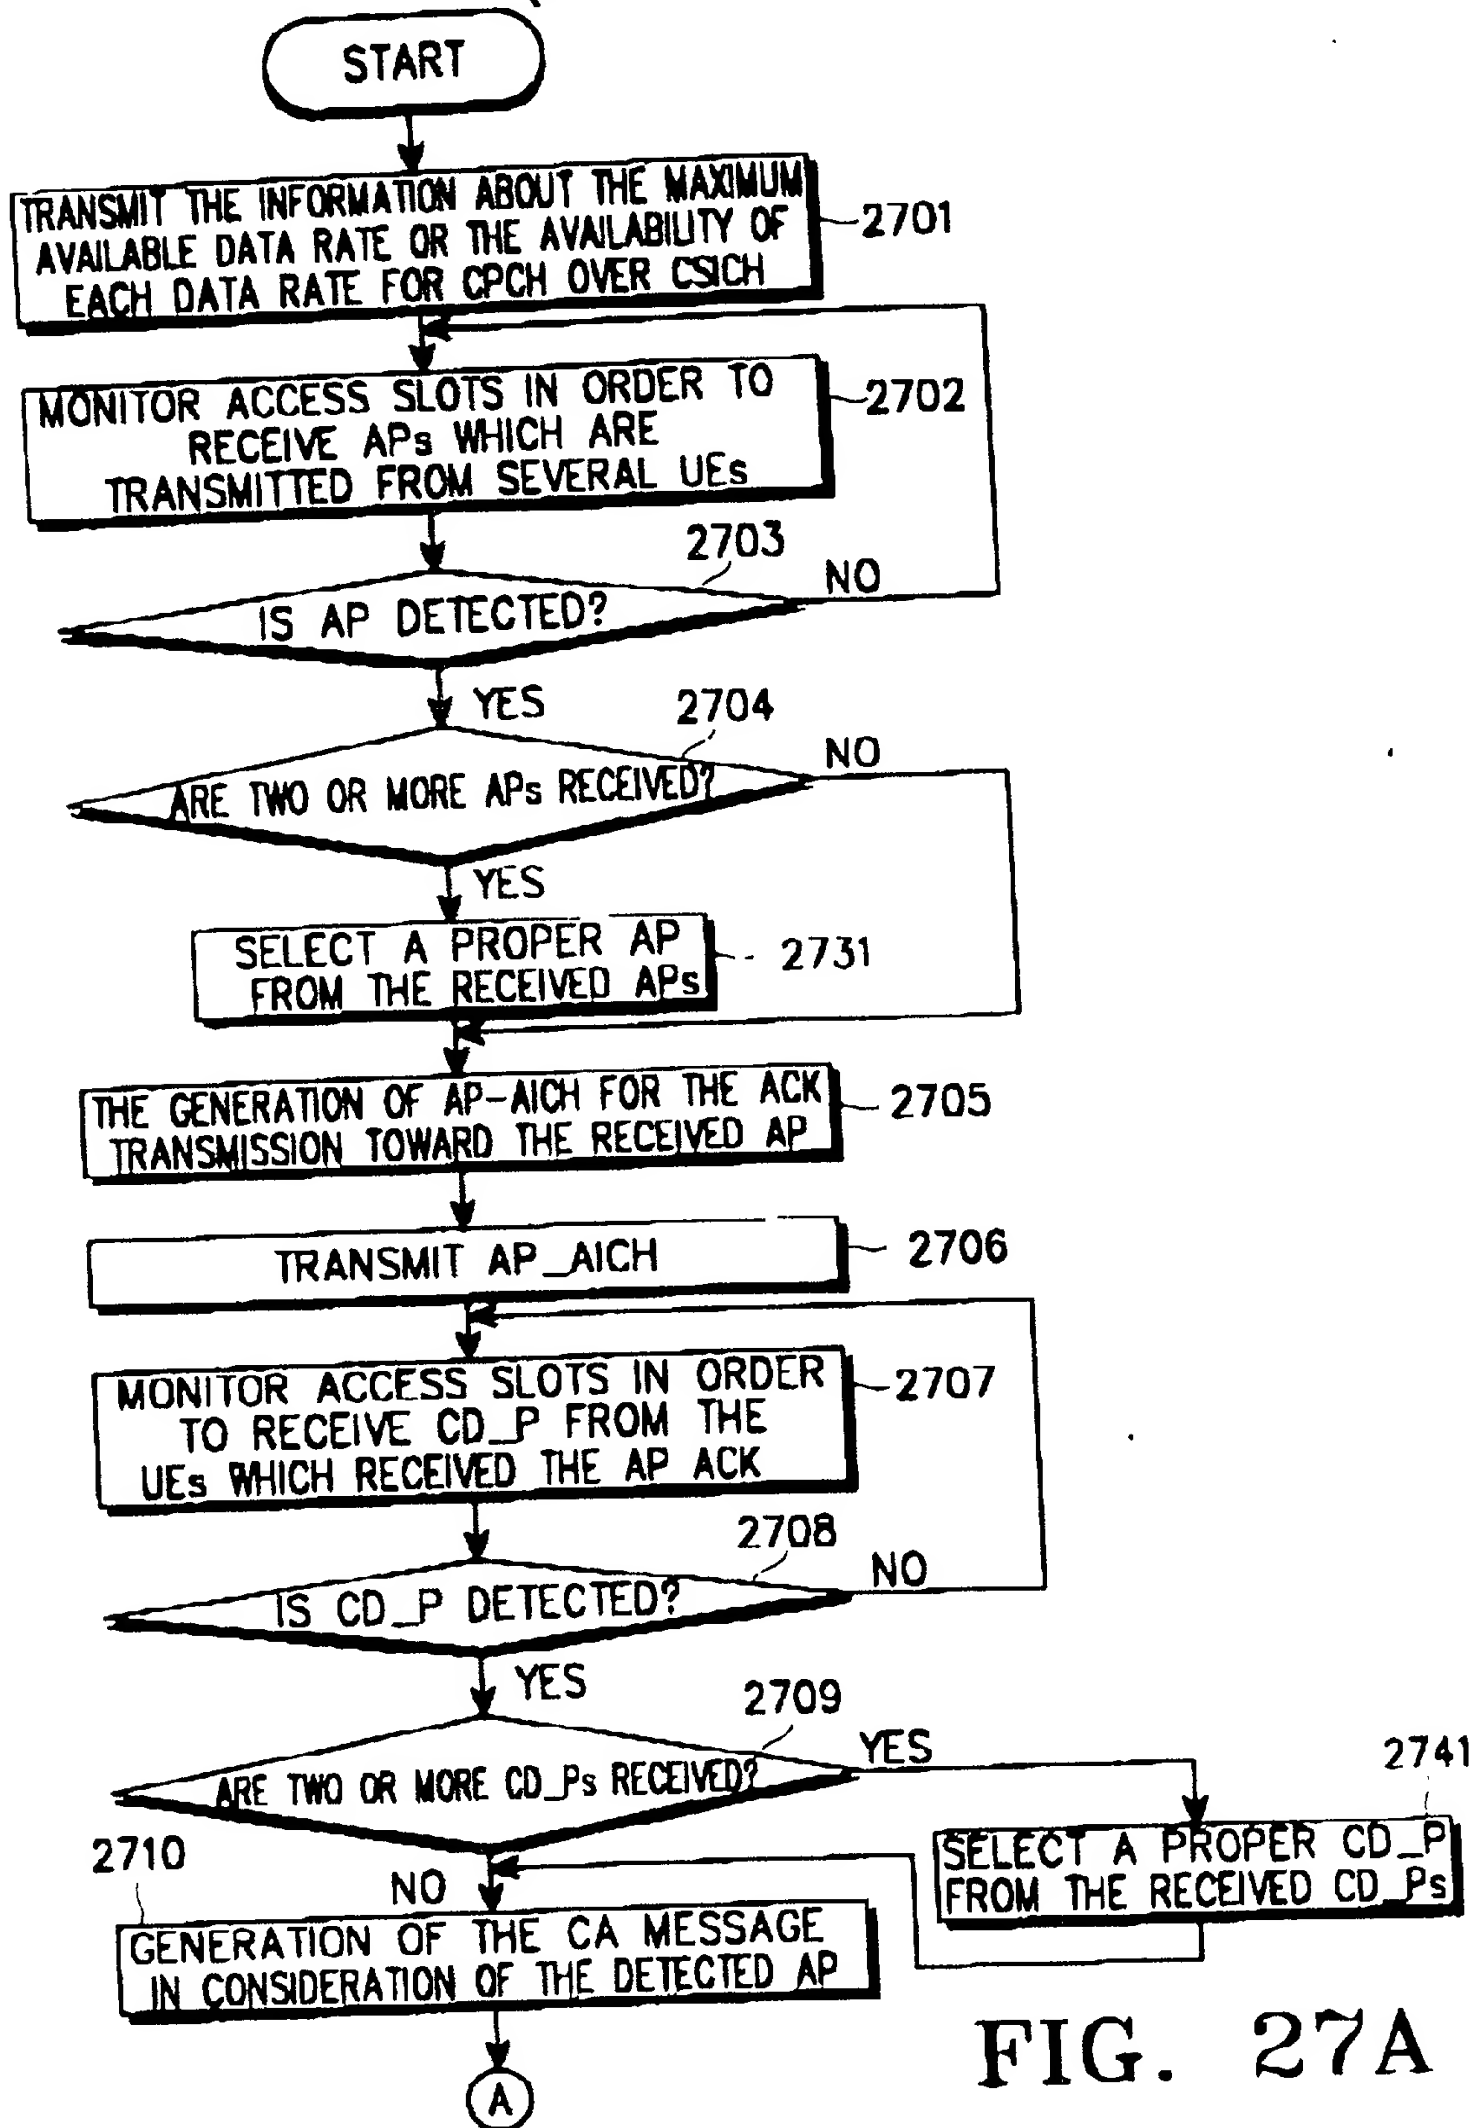 START
TRANSMIT THE INFORMATION ABOUT THE MAXIMUM
AVAILABLE DATA RATE OR THE AVAILABILITY OF
EACH DATA RATE FOR CPCH OVER CSICH
2701
MONITOR ACCESS SLOTS IN ORDER TO
RECEIVE APs WHICH ARE
TRANSMITTED FROM SEVERAL UEs
2702
2703
IS AP DETECTED?
NO
YES
2704
ARE TWO OR MORE APs RECEIVED?
NO
YES
SELECT A PROPER AP
FROM THE RECEIVED APs
2731
THE GENERATION OF AP-AICH FOR THE ACK
TRANSMISSION TOWARD THE RECEIVED AP
2705
TRANSMIT AP_AICH
2706
MONITOR ACCESS SLOTS IN ORDER
TO RECEIVE CD_P FROM THE
UEs WHICH RECEIVED THE AP ACK
2707
2708
IS CD_P DETECTED?
NO
YES
2709
ARE TWO OR MORE CD_Ps RECEIVED?
YES
2741
SELECT A PROPER CD_P
FROM THE RECEIVED CD_Ps
2710
NO
GENERATION OF THE CA MESSAGE
IN CONSIDERATION OF THE DETECTED AP
A
FIG. 27A